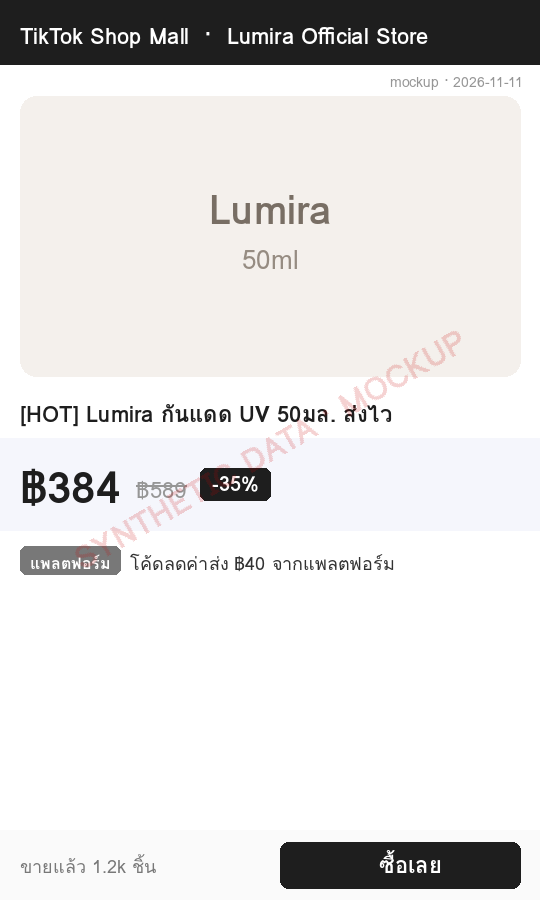 TikTok Shop Mall · Lumira Official Store
mockup · 2026-11-11
Lumira
50ml
[HOT] Lumira กันแดด UV 50มล. ส่งไว
฿384 ฿589 -35%
แพลตฟอร์ม โค้ดลดค่าส่ง ฿40 จากแพลตฟอร์ม
SYNTHETIC DATA · MOCKUP
ขายแล้ว 1.2k ชิ้น ซื้อเลย